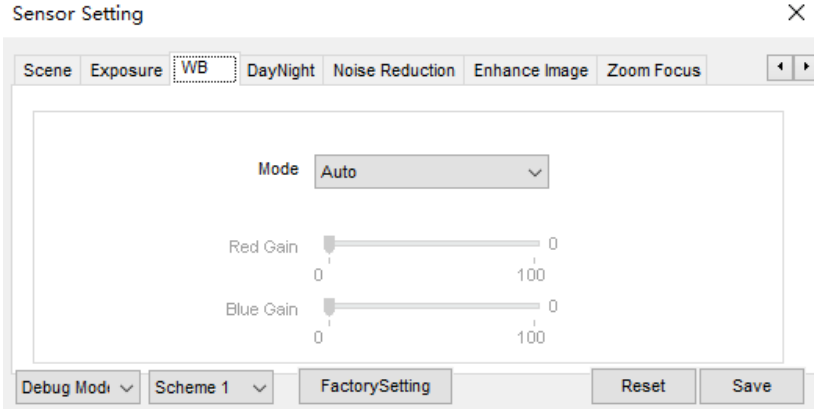 Sensor Setting
Scene Exposure WB DayNight Noise Reduction Enhance Image Zoom Focus
Mode Auto
Red Gain 0
0 100
Blue Gain 0
0 100
Debug Mod Scheme 1 FactorySetting Reset Save